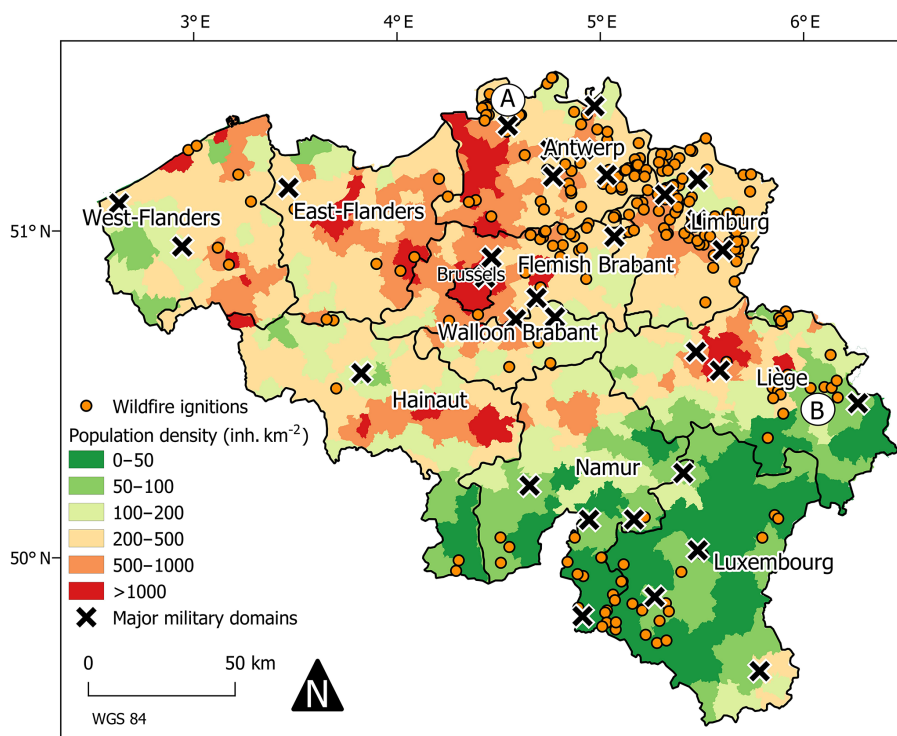 3° E 4° E 5° E 6° E
51° N
50° N
A
Antwerp
West-Flanders
East-Flanders
Limburg
Brussels
Flemish Brabant
Walloon Brabant
Liège
B
Hainaut
Namur
Luxembourg
Wildfire ignitions
Population density (inh. km⁻²)
0–50
50–100
100–200
200–500
500–1000
>1000
Major military domains
0 50 km
WGS 84
N